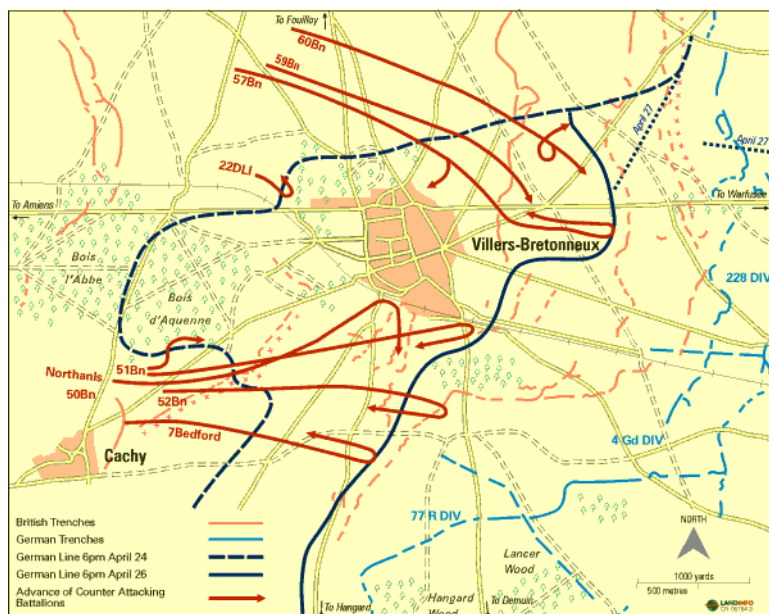 To Fouilloy
60Bn
59Bn
57Bn
April 27
April 27
22DLI
To Amiens
To Warfusee
Villers-Bretonneux
Bois
l'Abbe
Bois
d'Aquenne
228 DIV
51Bn
Northants
50Bn
52Bn
7Bedford
Cachy
4 Gd DIV
77 R DIV
British Trenches
German Trenches
German Line 6pm April 24
German Line 6pm April 26
Advance of Counter Attacking
Battalions
Lancer
Wood
Hangard
Wood
To Hangard
To Demuin
NORTH
1000 yards
500 metres
LANDINFO